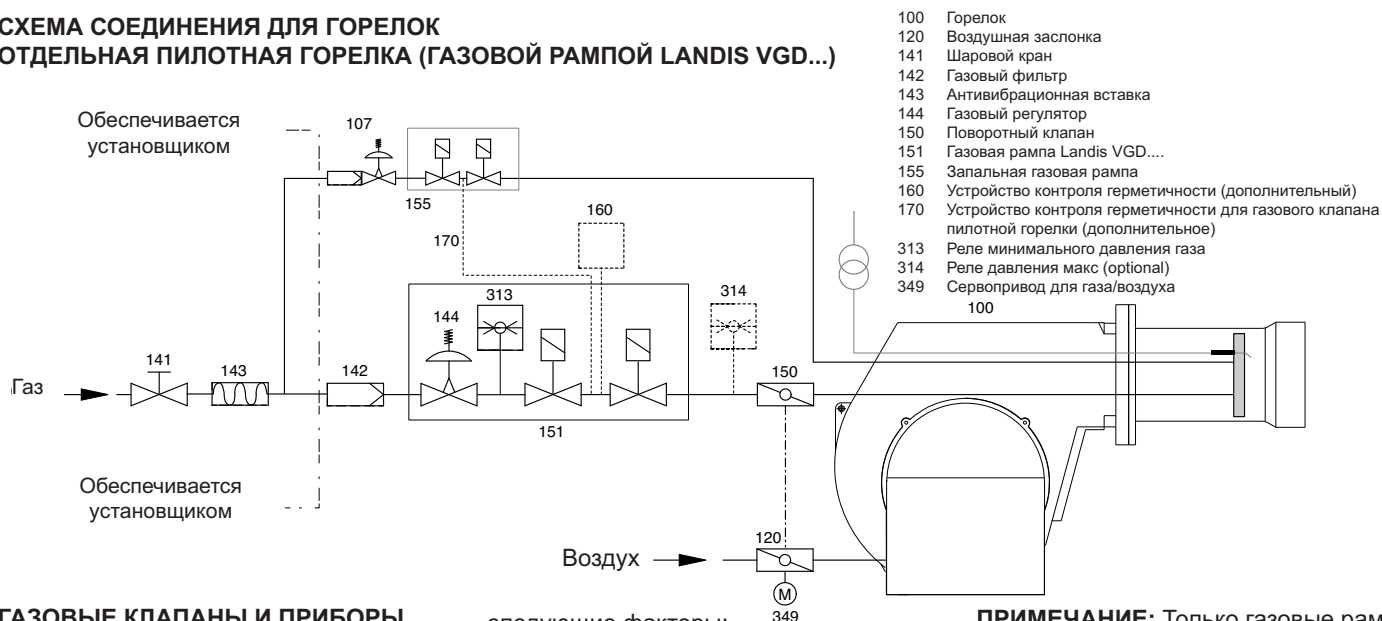 СХЕМА СОЕДИНЕНИЯ ДЛЯ ГОРЕЛОК
ОТДЕЛЬНАЯ ПИЛОТНАЯ ГОРЕЛКА (ГАЗОВОЙ РАМПОЙ LANDIS VGD...)
100 Горелок
120 Воздушная заслонка
141 Шаровой кран
142 Газовый фильтр
143 Антивибрационная вставка
144 Газовый регулятор
150 Поворотный клапан
151 Газовая рампа Landis VGD....
155 Запальная газовая рампа
160 Устройство контроля герметичности (дополнительный)
170 Устройство контроля герметичности для газового клапана
пилотной горелки (дополнительное)
313 Реле минимального давления газа
314 Реле давления макс (optional)
349 Сервопривод для газа/воздуха
Обеспечивается
установщиком
107
155
160
170
313
314
100
144
141
143
142
150
Газ
151
Обеспечивается
установщиком
120
Воздух
M
349
ГАЗОВЫЕ КЛАПАНЫ И ПРИБОРЫ
следующие факторы:
ПРИМЕЧАНИЕ: Только газовые рам